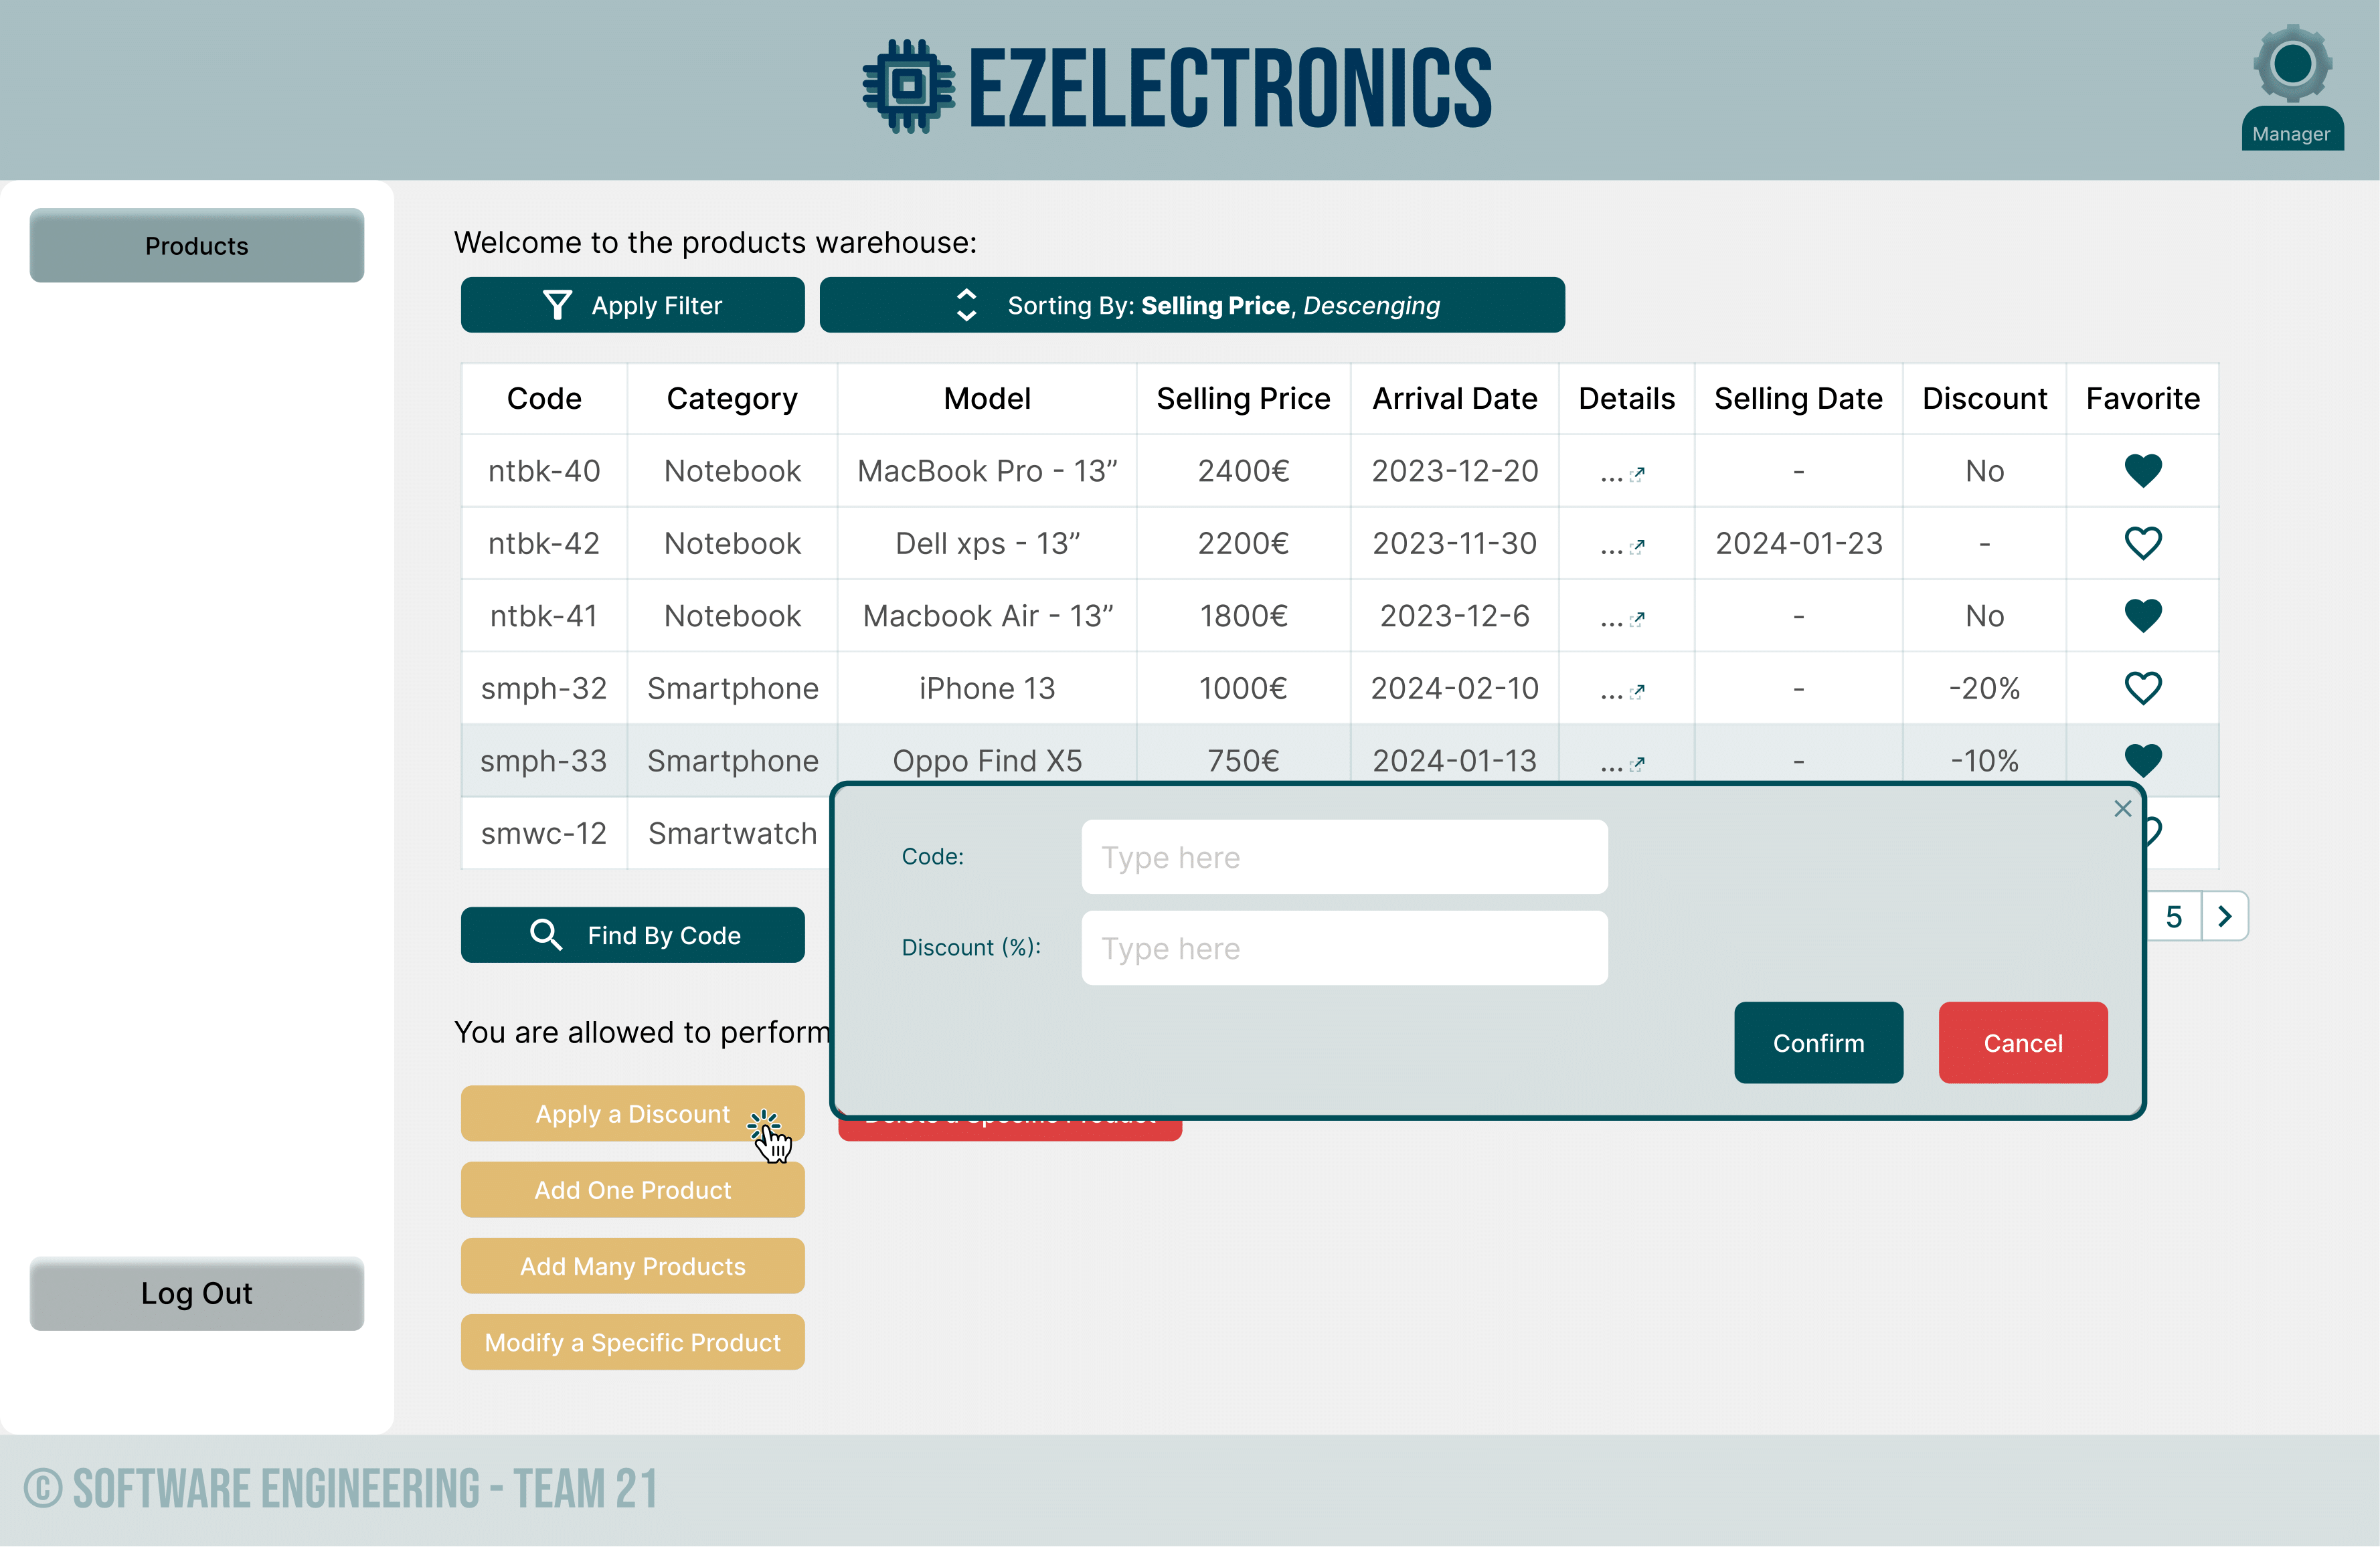 EZELECTRONICS
Manager
Products
Welcome to the products warehouse:
Apply Filter
Sorting By: Selling Price, Descenging
Code Category Model Selling Price Arrival Date Details Selling Date Discount Favorite
ntbk-40 Notebook MacBook Pro - 13” 2400€ 2023-12-20 ... - No
ntbk-42 Notebook Dell xps - 13” 2200€ 2023-11-30 ... 2024-01-23 -
ntbk-41 Notebook Macbook Air - 13” 1800€ 2023-12-6 ... - No
smph-32 Smartphone iPhone 13 1000€ 2024-02-10 ... - -20%
smph-33 Smartphone Oppo Find X5 750€ 2024-01-13 ... - -10%
smwc-12 Smartwatch
Code: Type here
Discount (%): Type here
Confirm Cancel
5
Find By Code
You are allowed to perform
Apply a Discount
Delete a Specific Product
Add One Product
Add Many Products
Modify a Specific Product
Log Out
© SOFTWARE ENGINEERING - TEAM 21